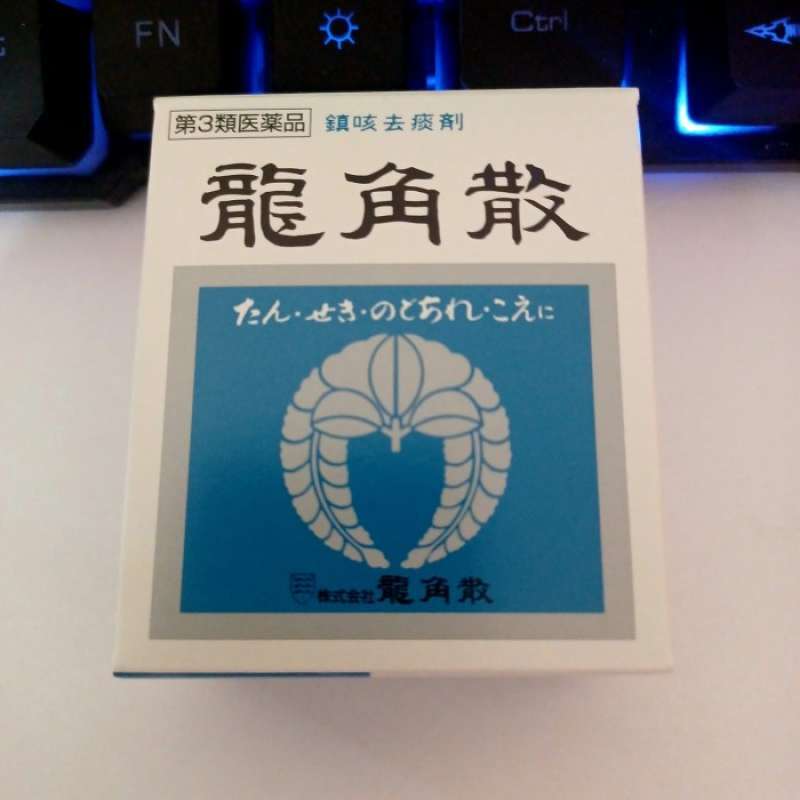 FN
Ctrl
第3類医薬品 鎮咳去痰剤
龍角散
たん・せき・のどあれ・こえに
株式会社 龍角散